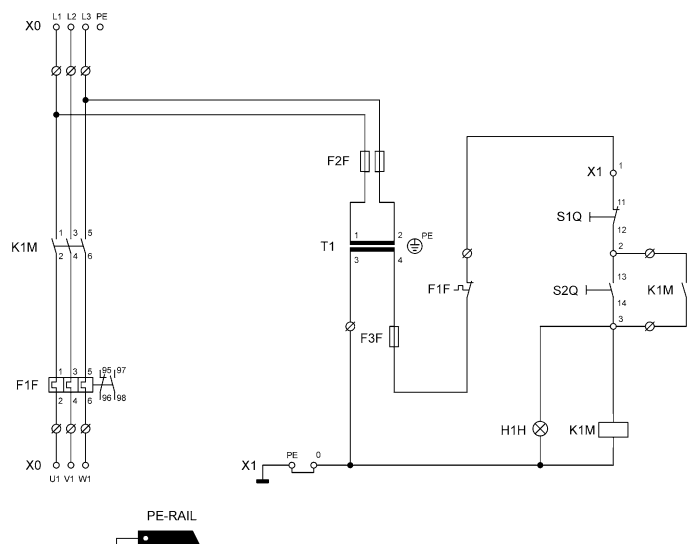 X0 L1 L2 L3 PE
F2F
X1 1
11
S1Q
12
1 3 5
K1M
2 4 6
1 2 PE
T1
3 4
2
13
F1F S2Q K1M
14
3
F3F
1 3 5 95 97
F1F
2 4 6 96 98
H1H K1M
X0 X1 PE 0
U1 V1 W1
PE-RAIL